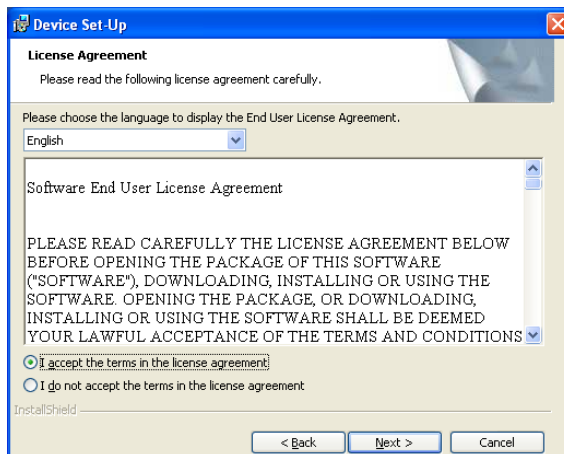 Device Set-Up
License Agreement
Please read the following license agreement carefully.
Please choose the language to display the End User License Agreement.
English
Software End User License Agreement
PLEASE READ CAREFULLY THE LICENSE AGREEMENT BELOW
BEFORE OPENING THE PACKAGE OF THIS SOFTWARE
("SOFTWARE"), DOWNLOADING, INSTALLING OR USING THE
SOFTWARE. OPENING THE PACKAGE, OR DOWNLOADING,
INSTALLING OR USING THE SOFTWARE SHALL BE DEEMED
YOUR LAWFUL ACCEPTANCE OF THE TERMS AND CONDITIONS
I accept the terms in the license agreement
I do not accept the terms in the license agreement
InstallShield
< Back Next > Cancel